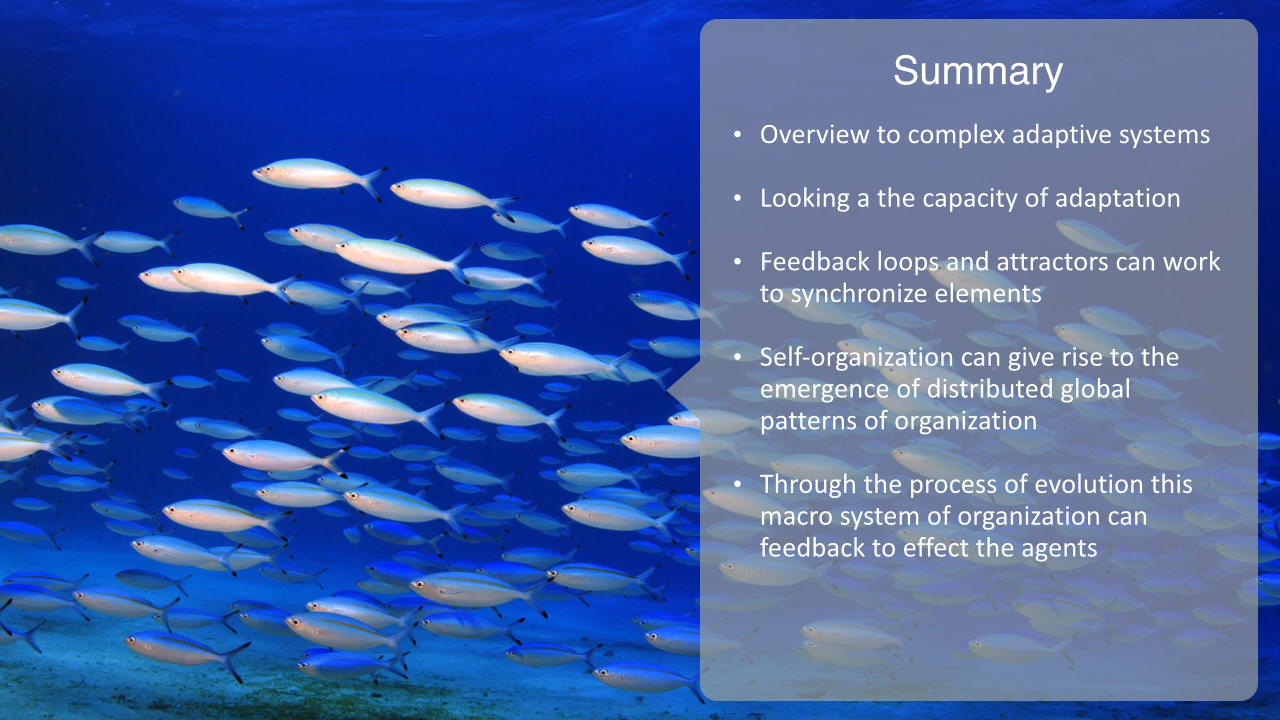 Summary
• Overview to complex adaptive systems
• Looking a the capacity of adaptation
• Feedback loops and attractors can work
to synchronize elements
• Self-organization can give rise to the
emergence of distributed global
patterns of organization
• Through the process of evolution this
macro system of organization can
feedback to effect the agents